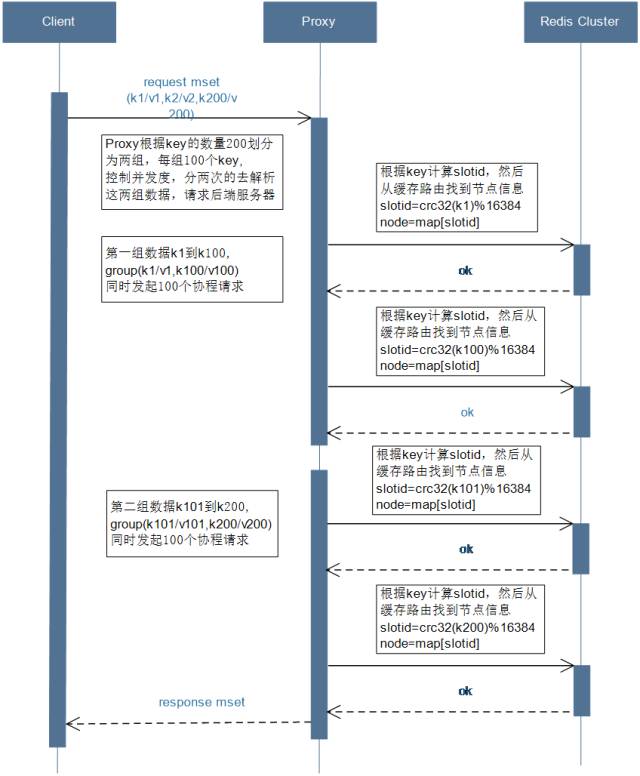 Client
Proxy
Redis Cluster
request mset
(k1/v1,k2/v2,k200/v
200)
Proxy根据key的数量200划分
为两组，每组100个key,
控制并发度，分两次的去解析
这两组数据，请求后端服务器
根据key计算slotid，然后
从缓存路由找到节点信息
slotid=crc32(k1)%16384
node=map[slotid]
第一组数据k1到k100,
group(k1/v1,k100/v100)
同时发起100个协程请求
ok
根据key计算slotid，然后从
缓存路由找到节点信息
slotid=crc32(k100)%16384
node=map[slotid]
ok
根据key计算slotid，然后从
缓存路由找到节点信息
slotid=crc32(k101)%16384
node=map[slotid]
第二组数据k101到k200,
group(k101/v101,k200/v200)
同时发起100个协程请求
ok
根据key计算slotid，然后从
缓存路由找到节点信息
slotid=crc32(k200)%16384
node=map[slotid]
ok
response mset